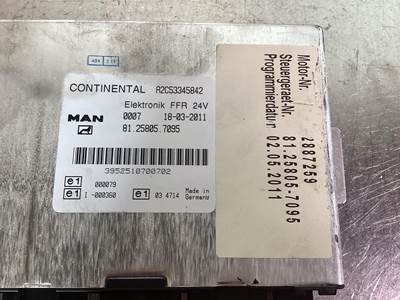 CONTINENTAL A2C53345842
Elektronik FFR 24V
MAN 0007 18-03-2011
81.25805.7095
3952510700702
e1 000079
e1 I -000360
e1 03 4714
Made in
Germany
Motor-Nr. 2887259
Steuergeraet-Nr. 81.25805-7095
Programmierdatum 02.05.2011